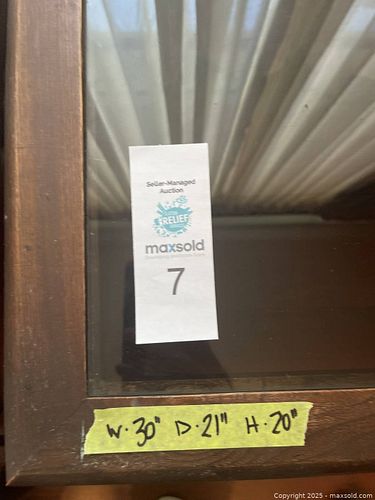 Seller-Managed
Auction
RELIEF
maxsold
7
W·30" D·21" H·20"
Copyright © 2025 - maxsold.com